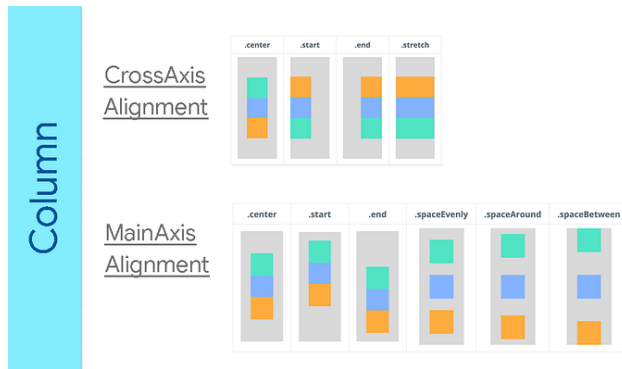 Column
CrossAxis
Alignment
.center .start .end .stretch
MainAxis
Alignment
.center .start .end .spaceEvenly .spaceAround .spaceBetween